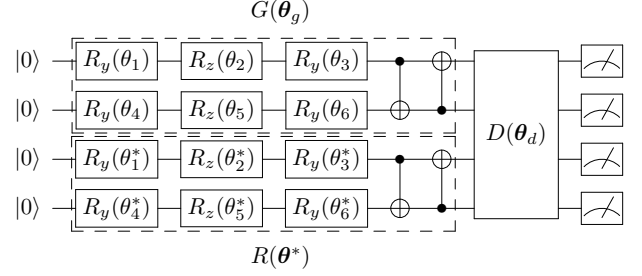 G(θ_g)
|0⟩ R_y(θ_1) R_z(θ_2) R_y(θ_3)
|0⟩ R_y(θ_4) R_z(θ_5) R_y(θ_6)
D(θ_d)
|0⟩ R_y(θ_1^*) R_z(θ_2^*) R_y(θ_3^*)
|0⟩ R_y(θ_4^*) R_z(θ_5^*) R_y(θ_6^*)
R(θ^*)